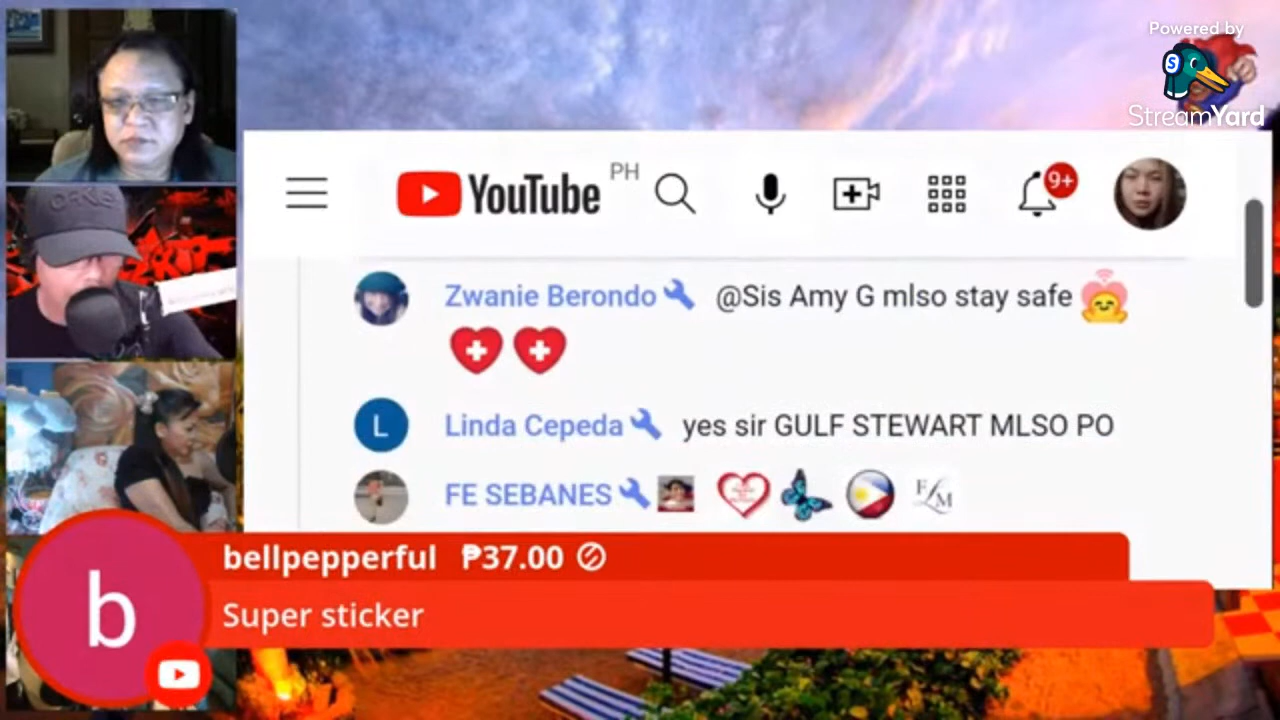 Powered by
StreamYard
YouTube PH
9+
Zwanie Berondo @Sis Amy G mlso stay safe
L Linda Cepeda yes sir GULF STEWART MLSO PO
FE SEBANES
F/M
bellpepperful ₱37.00
b
Super sticker